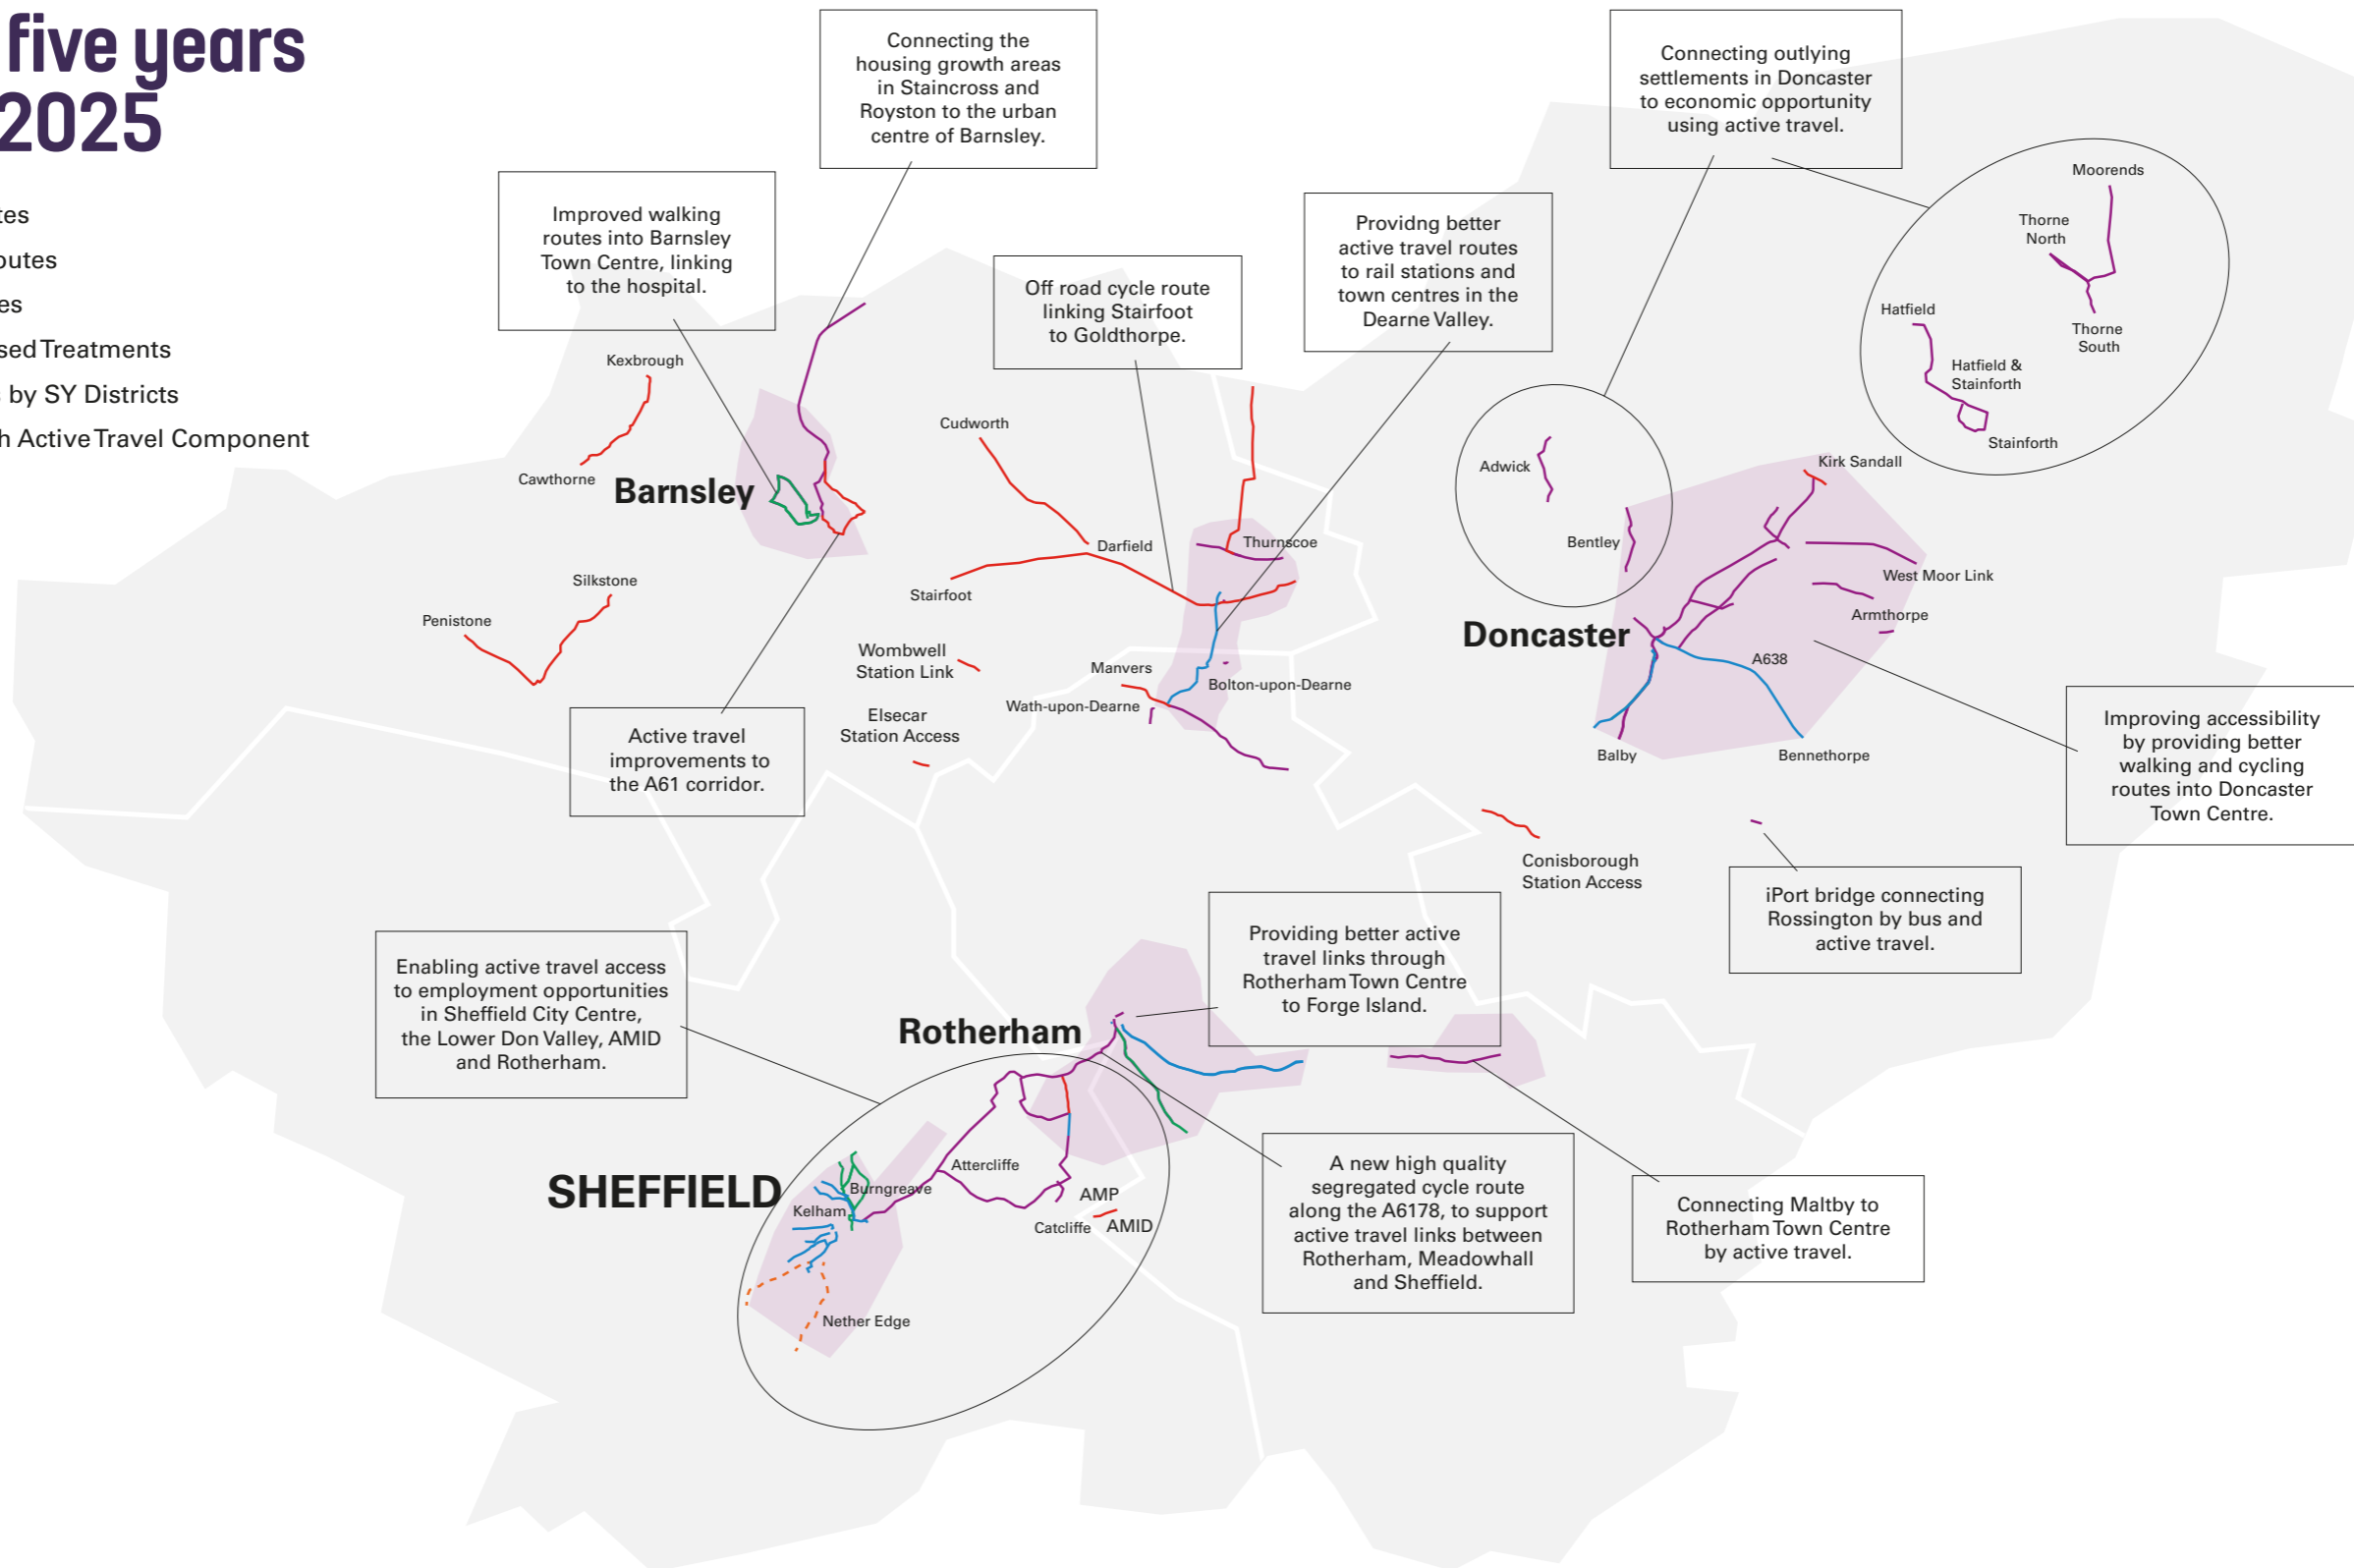 five years
2025
tes
outes
es
sed Treatments
s by SY Districts
h Active Travel Component
Connecting the
housing growth areas
in Staincross and
Royston to the urban
centre of Barnsley.
Connecting outlying
settlements in Doncaster
to economic opportunity
using active travel.
Improved walking
routes into Barnsley
Town Centre, linking
to the hospital.
Providng better
active travel routes
to rail stations and
town centres in the
Dearne Valley.
Off road cycle route
linking Stairfoot
to Goldthorpe.
Moorends
Thorne
North
Hatfield
Thorne
South
Hatfield &
Stainforth
Stainforth
Kexbrough
Cawthorne
Barnsley
Cudworth
Adwick
Kirk Sandall
Bentley
Darfield
Thurnscoe
West Moor Link
Silkstone
Stairfoot
Armthorpe
Penistone
Doncaster
Wombwell
Station Link
Manvers
A638
Bolton-upon-Dearne
Wath-upon-Dearne
Elsecar
Station Access
Balby
Bennethorpe
Active travel
improvements to
the A61 corridor.
Improving accessibility
by providing better
walking and cycling
routes into Doncaster
Town Centre.
Conisborough
Station Access
iPort bridge connecting
Rossington by bus and
active travel.
Enabling active travel access
to employment opportunities
in Sheffield City Centre,
the Lower Don Valley, AMID
and Rotherham.
Providing better active
travel links through
Rotherham Town Centre
to Forge Island.
Rotherham
SHEFFIELD
Attercliffe
Burngreave
Kelham
AMP
Catcliffe
AMID
Nether Edge
A new high quality
segregated cycle route
along the A6178, to support
active travel links between
Rotherham, Meadowhall
and Sheffield.
Connecting Maltby to
Rotherham Town Centre
by active travel.